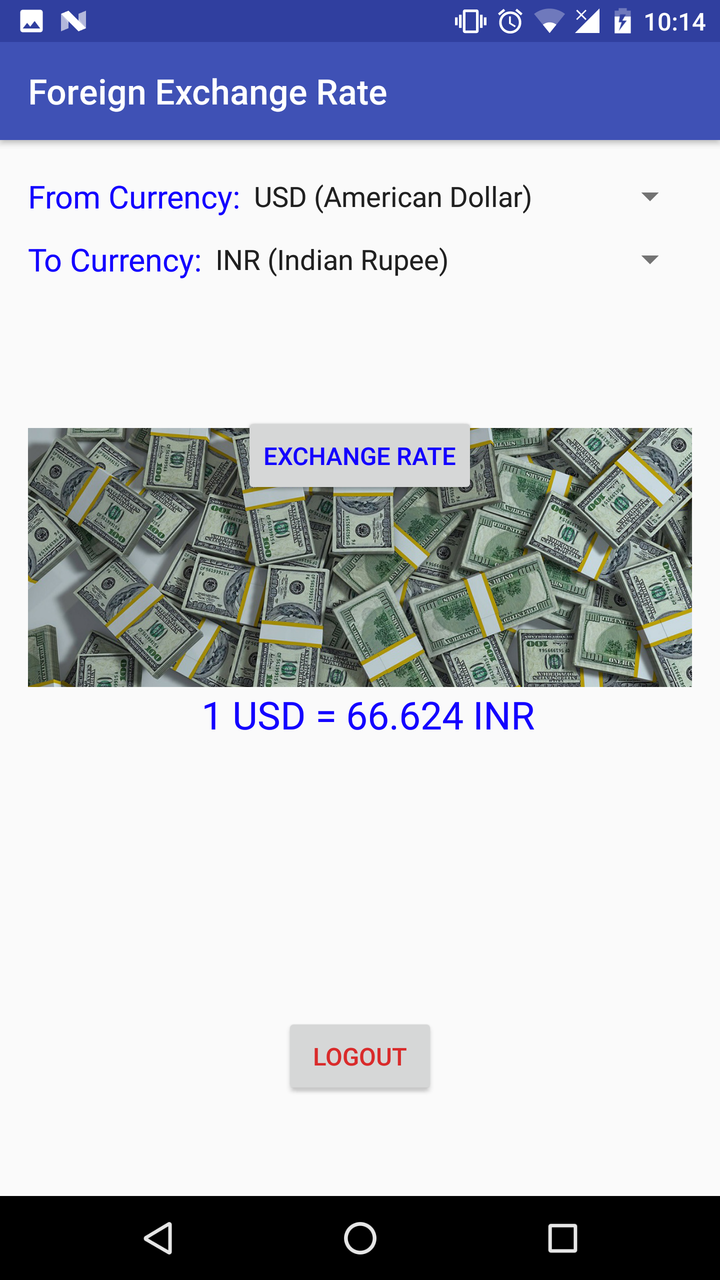 10:14
Foreign Exchange Rate
From Currency: USD (American Dollar)
To Currency: INR (Indian Rupee)
EXCHANGE RATE
1 USD = 66.624 INR
LOGOUT